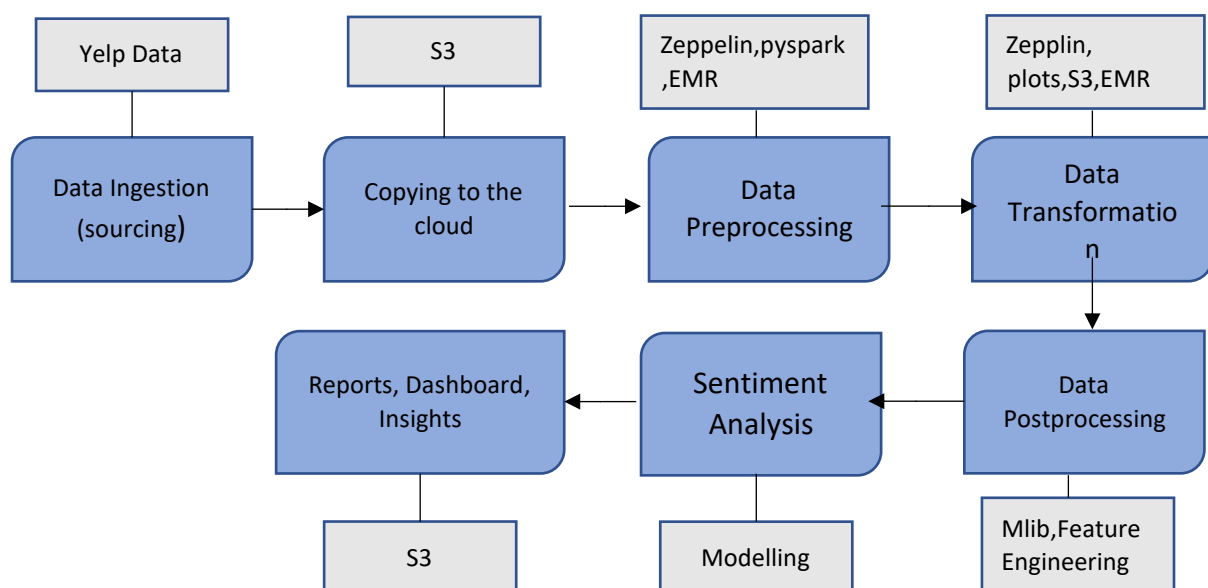 Yelp Data
S3
Zeppelin,pyspark
,EMR
Zepplin,
plots,S3,EMR
Data Ingestion
(sourcing)
Copying to the
cloud
Data
Preprocessing
Data
Transformatio
n
Reports, Dashboard,
Insights
Sentiment
Analysis
Data
Postprocessing
S3
Modelling
Mlib,Feature
Engineering